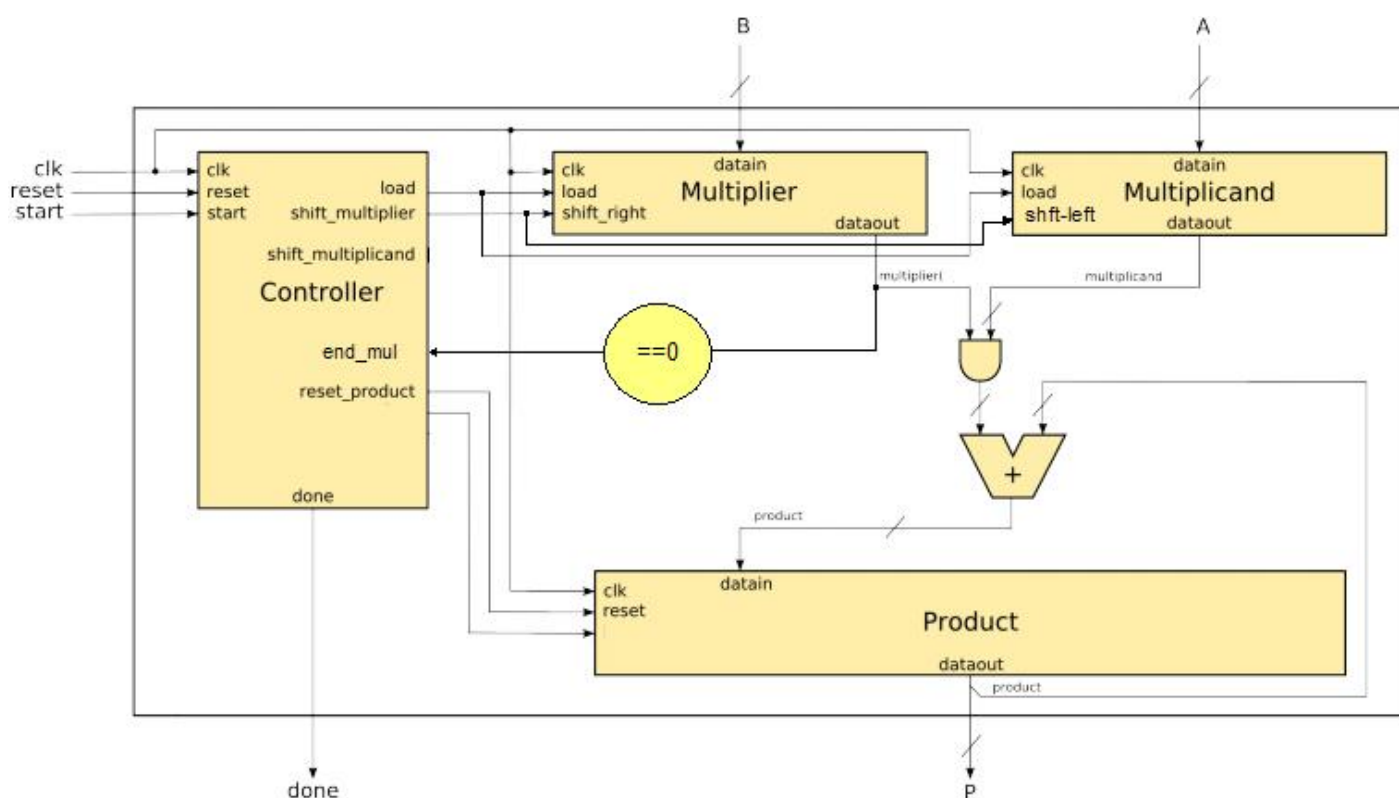 B
A
clk
reset
start
clk
reset
start
load
shift_multiplier
shift_multiplicand
Controller
end_mul
reset_product
done
datain
clk
load
shift_right
Multiplier
dataout
datain
clk
load
shft-left
Multiplicand
dataout
multiplier(
multiplicand
==0
+
product
datain
clk
reset
Product
dataout
product
done
P